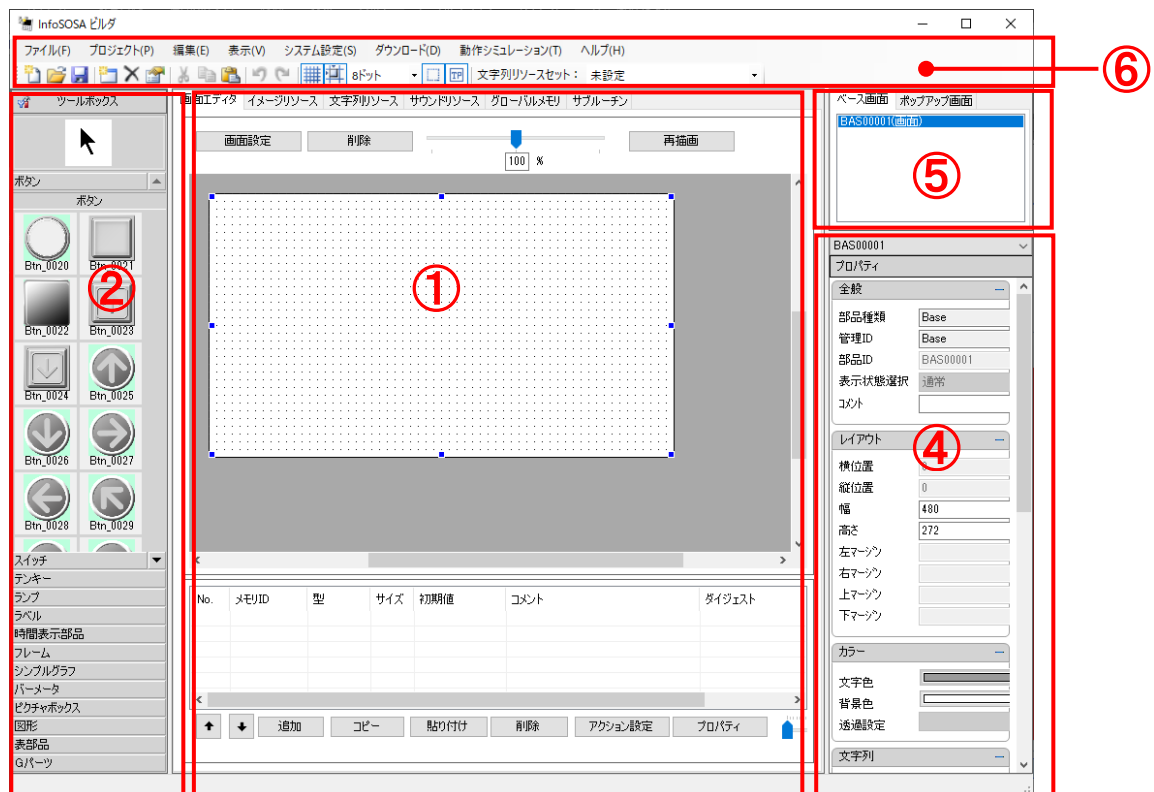 InfoSOSA ビルダ
ファイル(F) プロジェクト(P) 編集(E) 表示(V) システム設定(S) ダウンロード(D) 動作シミュレーション(T) ヘルプ(H)
8ドット TP 文字列リソースセット： 未設定
⑥
ツールボックス
画面エディタ イメージリソース 文字列リソース サウンドリソース グローバルメモリ サブルーチン
ベース画面 ポップアップ画面
BAS00001(画面)
⑤
画面設定 削除 再描画
100 %
ボタン
ボタン
Btn_0020 Btn_0021
Btn_0022 Btn_0023
Btn_0024 Btn_0025
Btn_0026 Btn_0027
Btn_0028 Btn_0029
②
スイッチ
テンキー
ランプ
ラベル
時間表示部品
フレーム
シンプルグラフ
バーメータ
ピクチャボックス
図形
表部品
Gパーツ
①
No. メモリID 型 サイズ 初期値 コメント ダイジェスト
追加 コピー 貼り付け 削除 アクション設定 プロパティ
BAS00001
プロパティ
全般
部品種類 Base
管理ID Base
部品ID BAS00001
表示状態選択 通常
コメント
レイアウト
④
横位置
縦位置 0
幅 480
高さ 272
左マージン
右マージン
上マージン
下マージン
カラー
文字色
背景色
透過設定
文字列